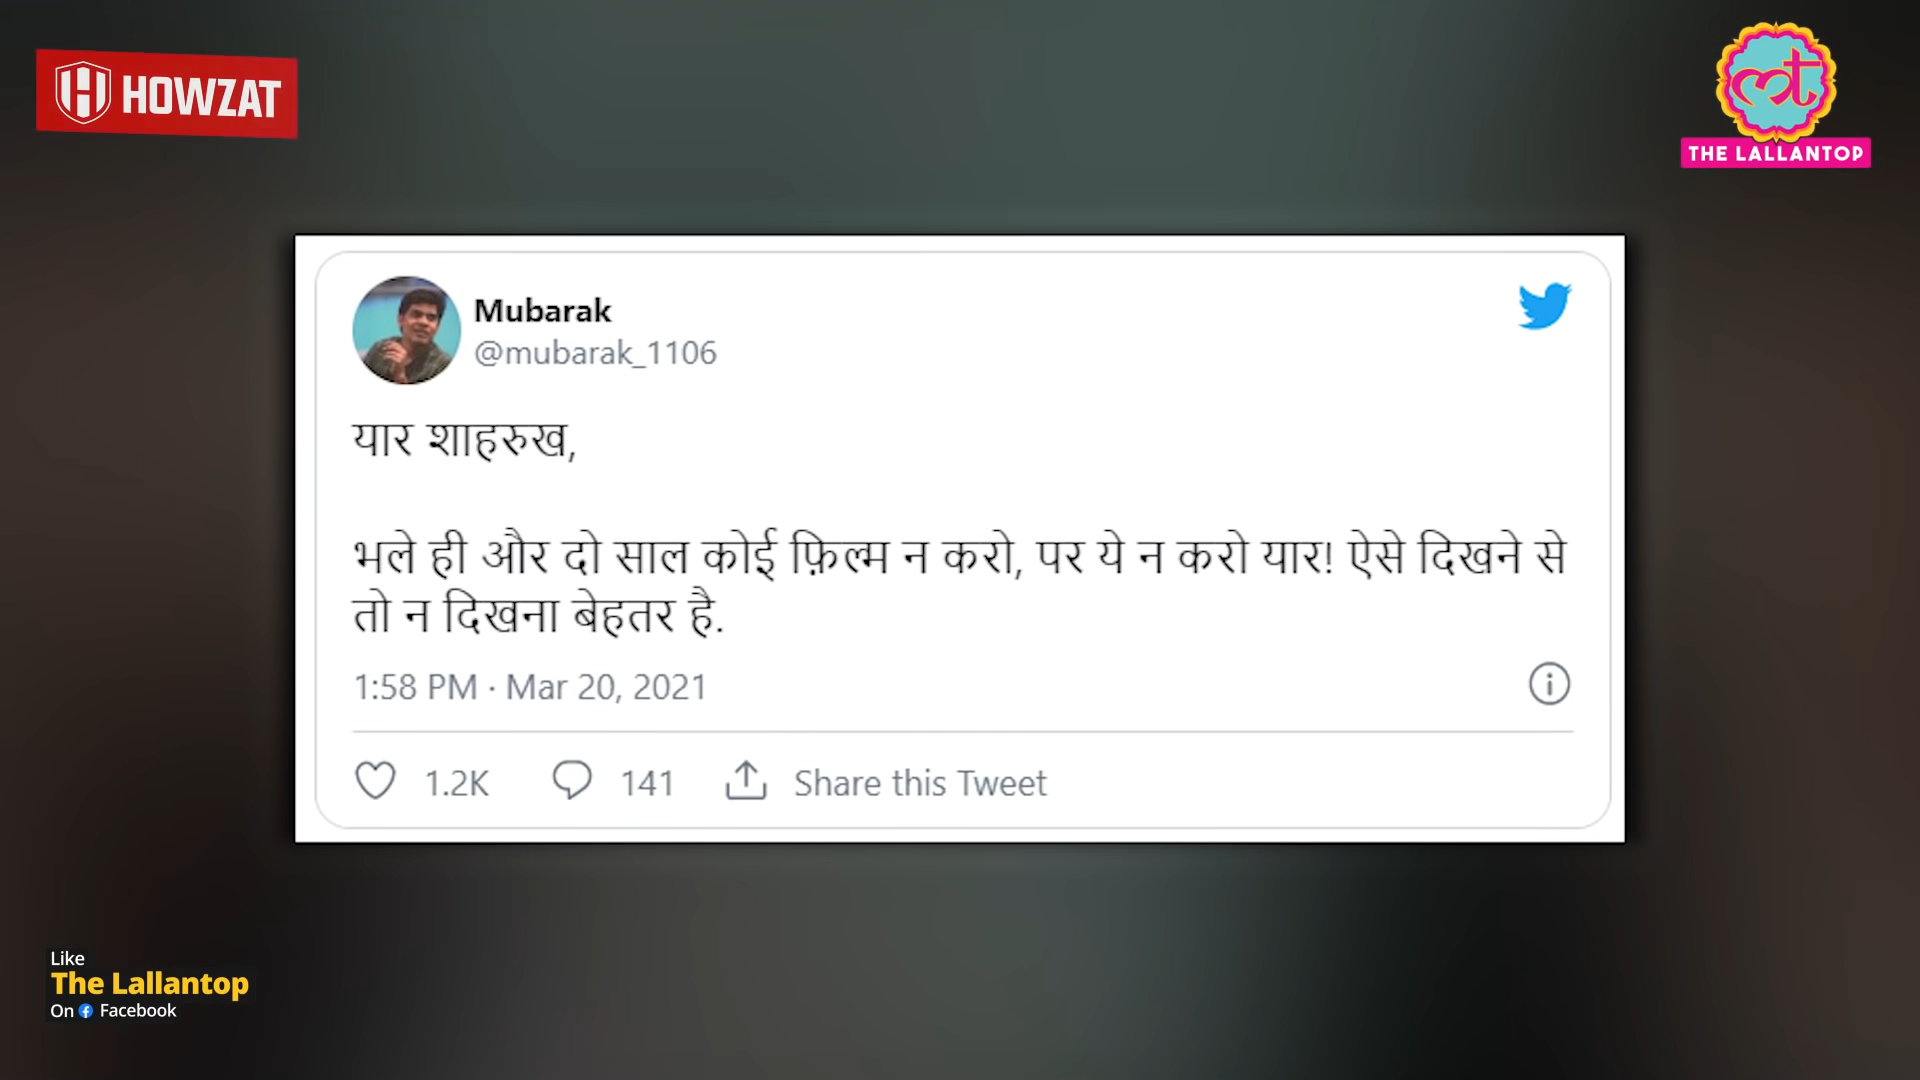 HOWZAT
THE LALLANTOP
Mubarak
@mubarak_1106
यार शाहरुख,
भले ही और दो साल कोई फ़िल्म न करो, पर ये न करो यार! ऐसे दिखने से
तो न दिखना बेहतर है.
1:58 PM · Mar 20, 2021
1.2K 141 Share this Tweet
Like
The Lallantop
On Facebook